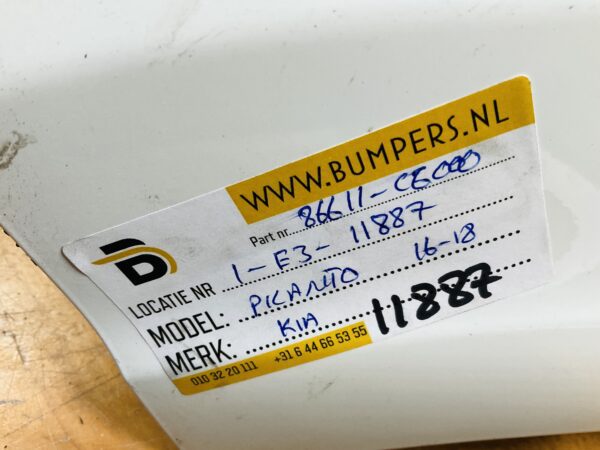 WWW.BUMPERS.NL
Part nr. 86611-C6000
LOCATIE NR 1-E3-11887
MODEL: PICANTO 16-18
MERK: KIA 11887
010 32 20 111 +31 6 44 66 53 55